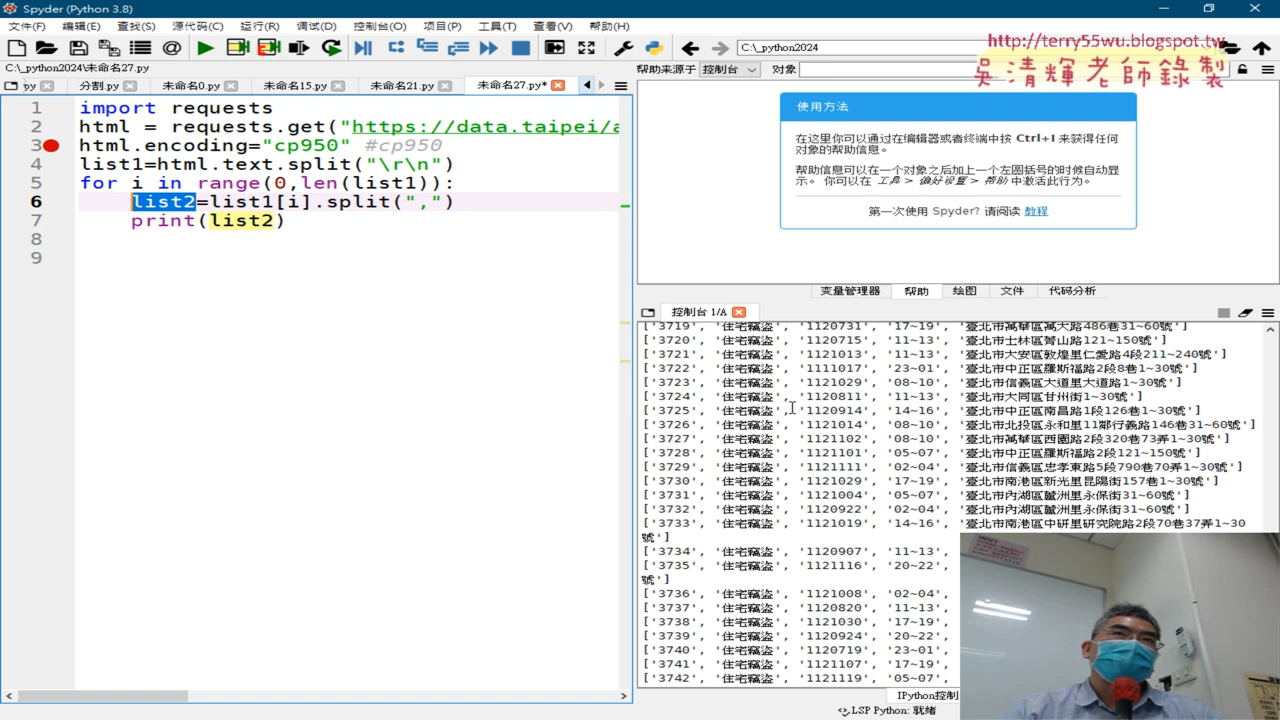 Spyder (Python 3.8)
文件(F) 编辑(E) 查找(S) 源代码(C) 运行(R) 调试(D) 控制台(O) 项目(P) 工具(T) 查看(V) 帮助(H)
C:\_python2024
http://terry55wu.blogspot.tw
吳清輝老師錄製
C:\_python2024\未命名27.py
py 分割.py 未命名0.py 未命名15.py 未命名21.py 未命名27.py*
帮助来源于 控制台 对象
1 import requests
2 html = requests.get("https://data.taipei/a
3 html.encoding="cp950" #cp950
4 list1=html.text.split("\r\n")
5 for i in range(0,len(list1)):
6 list2=list1[i].split(",")
7 print(list2)
8
9
使用方法
在这里你可以通过在编辑器或者终端中按 Ctrl+I 来获得任何
对象的帮助信息。
帮助信息可以在一个对象之后加上一个左圆括号的时候自动显
示。 你可以在 工具 > 偏好设置 > 帮助 中激活此行为。
第一次使用 Spyder? 请阅读 教程
变量管理器 帮助 绘图 文件 代码分析
控制台 1/A
['3719', '住宅竊盜', '1120731', '17~19', '臺北市萬華區萬大路486巷31~60號']
['3720', '住宅竊盜', '1120715', '11~13', '臺北市士林區菁山路121~150號']
['3721', '住宅竊盜', '1121013', '11~13', '臺北市大安區敦煌里仁愛路4段211~240號']
['3722', '住宅竊盜', '1111017', '23~01', '臺北市中正區羅斯福路2段8巷1~30號']
['3723', '住宅竊盜', '1121029', '08~10', '臺北市信義區大道里大道路1~30號']
['3724', '住宅竊盜', '1120811', '11~13', '臺北市大同區甘州街1~30號']
['3725', '住宅竊盜', '1120914', '14~16', '臺北市中正區南昌路1段126巷1~30號']
['3726', '住宅竊盜', '1121014', '08~10', '臺北市北投區永和里11鄰行義路146巷31~60號']
['3727', '住宅竊盜', '1121102', '08~10', '臺北市萬華區西園路2段320巷73弄1~30號']
['3728', '住宅竊盜', '1121101', '05~07', '臺北市中正區羅斯福路2段121~150號']
['3729', '住宅竊盜', '1121111', '02~04', '臺北市信義區忠孝東路5段790巷70弄1~30號']
['3730', '住宅竊盜', '1121029', '17~19', '臺北市南港區新光里昆陽街157巷1~30號']
['3731', '住宅竊盜', '1121004', '05~07', '臺北市內湖區蘆洲里永保街31~60號']
['3732', '住宅竊盜', '1120922', '02~04', '臺北市內湖區蘆洲里永保街31~60號']
['3733', '住宅竊盜', '1121019', '14~16', '臺北市南港區中研里研究院路2段70巷37弄1~30
號']
['3734', '住宅竊盜', '1120907', '11~13',
['3735', '住宅竊盜', '1121116', '20~22',
號']
['3736', '住宅竊盜', '1121008', '02~04',
['3737', '住宅竊盜', '1120820', '11~13',
['3738', '住宅竊盜', '1121030', '17~19',
['3739', '住宅竊盜', '1120924', '20~22',
['3740', '住宅竊盜', '1120719', '23~01',
['3741', '住宅竊盜', '1121107', '17~19',
['3742', '住宅竊盜', '1121119', '05~07',
IPython控制
LSP Python: 就绪